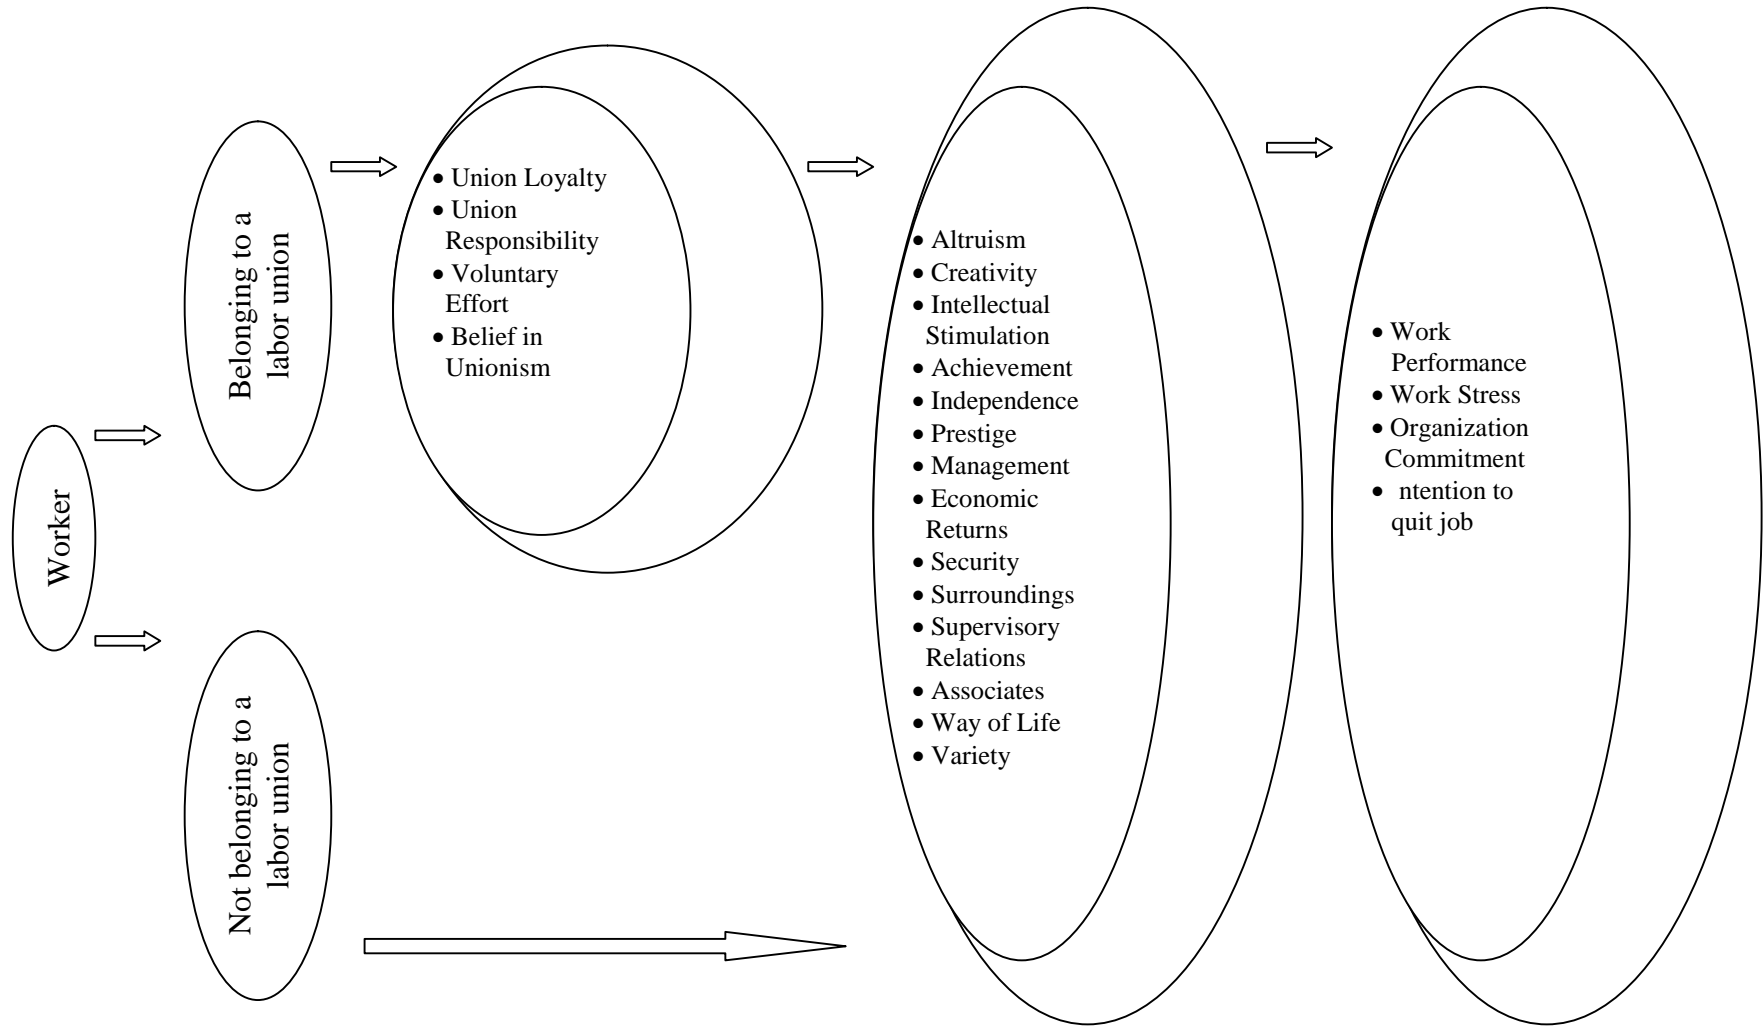 Worker
Belonging to a
labor union
Not belonging to a
labor union
• Union Loyalty
• Union
Responsibility
• Voluntary
Effort
• Belief in
Unionism
• Altruism
• Creativity
• Intellectual
Stimulation
• Achievement
• Independence
• Prestige
• Management
• Economic
Returns
• Security
• Surroundings
• Supervisory
Relations
• Associates
• Way of Life
• Variety
• Work
Performance
• Work Stress
• Organization
Commitment
• ntention to
quit job